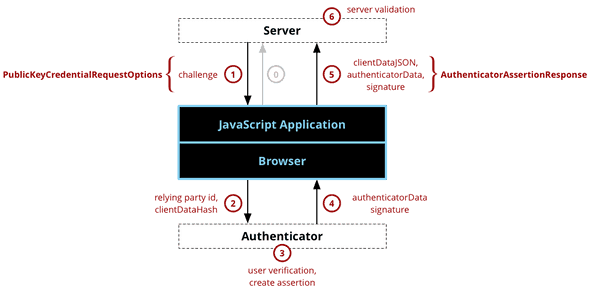 6 server validation
Server
PublicKeyCredentialRequestOptions { challenge 1 0 5 clientDataJSON,
authenticatorData,
signature } AuthenticatorAssertionResponse
JavaScript Application
Browser
relying party id,
clientDataHash 2 4 authenticatorData
signature
Authenticator
3
user verification,
create assertion